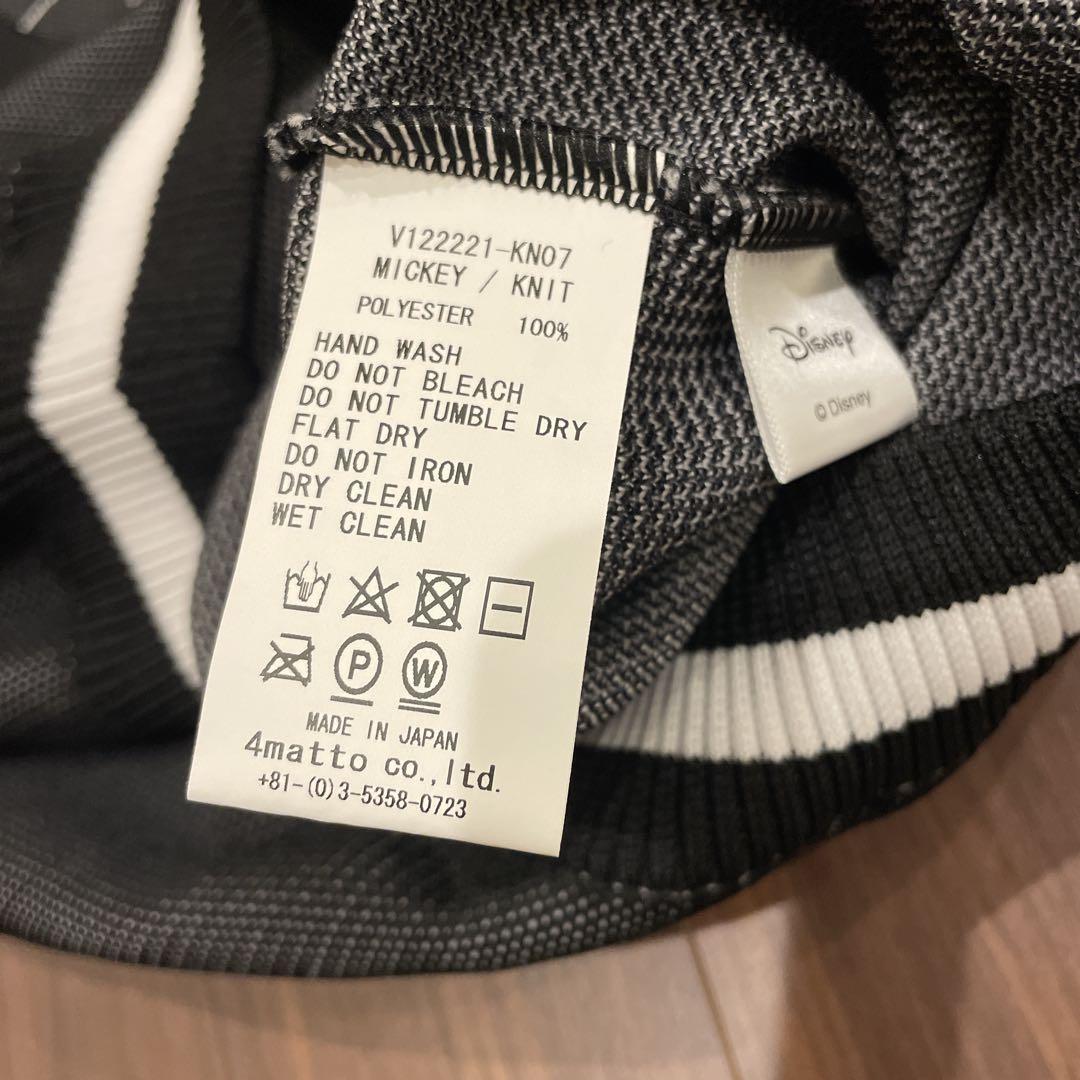 V122221-KN07
MICKEY / KNIT
POLYESTER 100%
HAND WASH
DO NOT BLEACH
DO NOT TUMBLE DRY
FLAT DRY
DO NOT IRON
DRY CLEAN
WET CLEAN
P W
MADE IN JAPAN
4matto co.,ltd.
+81-(0)3-5358-0723
Disney
© Disney